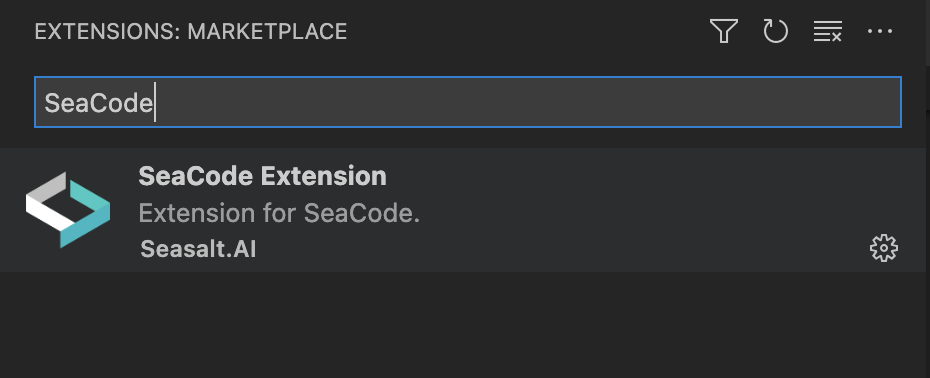 EXTENSIONS: MARKETPLACE
SeaCode
SeaCode Extension
Extension for SeaCode.
Seasalt.AI